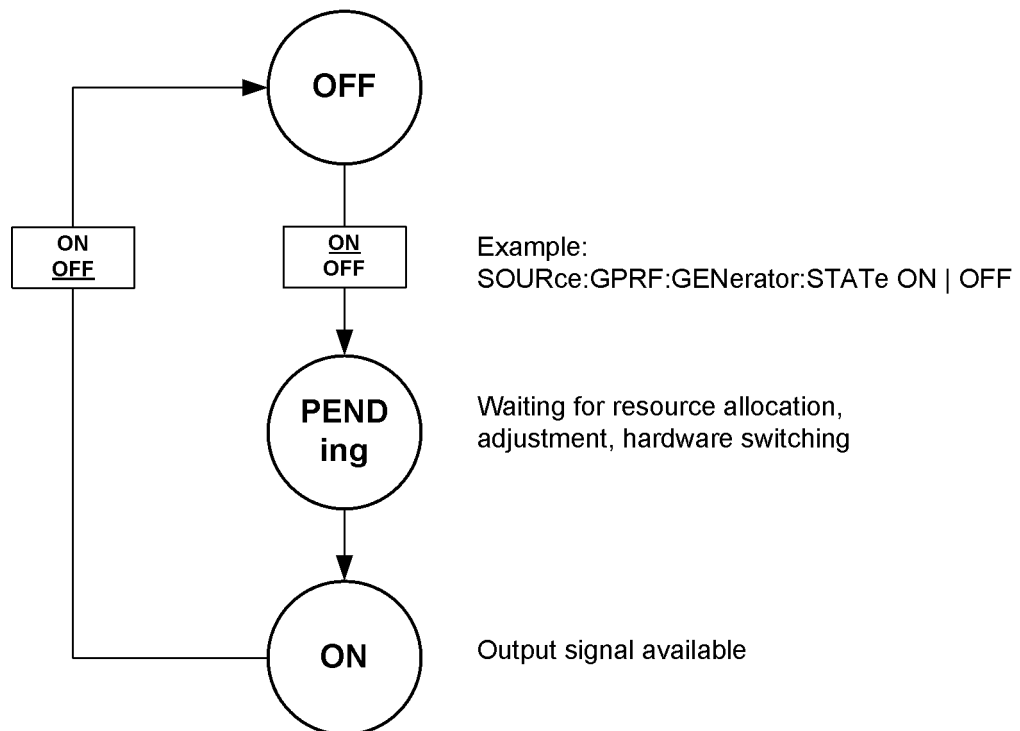 OFF
ON
OFF
ON
OFF
Example:
SOURce:GPRF:GENerator:STATe ON | OFF
PEND
ing
Waiting for resource allocation,
adjustment, hardware switching
ON
Output signal available